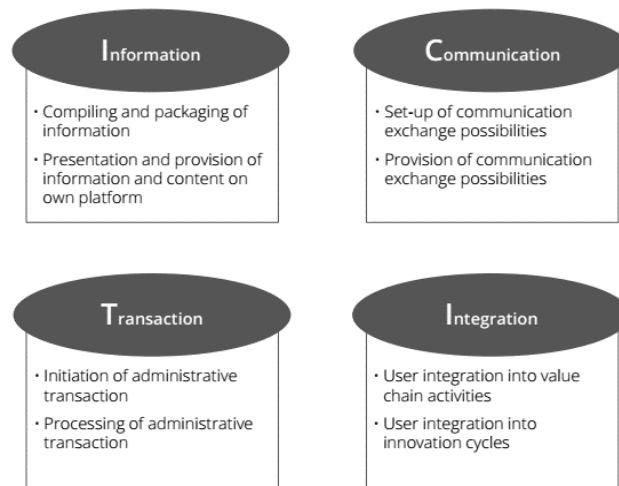 Information
· Compiling and packaging of
information
· Presentation and provision of
information and content on
own platform
Communication
· Set-up of communication
exchange possibilities
· Provision of communication
exchange possibilities
Transaction
· Initiation of administrative
transaction
· Processing of administrative
transaction
Integration
· User integration into value
chain activities
· User integration into
innovation cycles